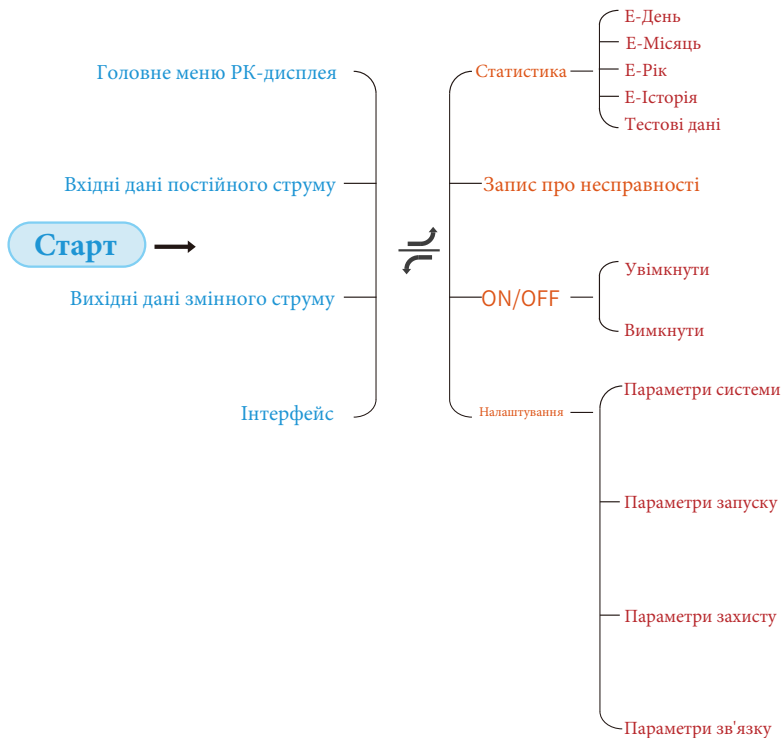 Старт
Головне меню РК-дисплея
Вхідні дані постійного струму
Вихідні дані змінного струму
Інтерфейс
Статистика
Е-День
Е-Місяць
Е-Рік
Е-Історія
Тестові дані
Запис про несправності
ON/OFF
Увімкнути
Вимкнути
Налаштування
Параметри системи
Параметри запуску
Параметри захисту
Параметри зв'язку